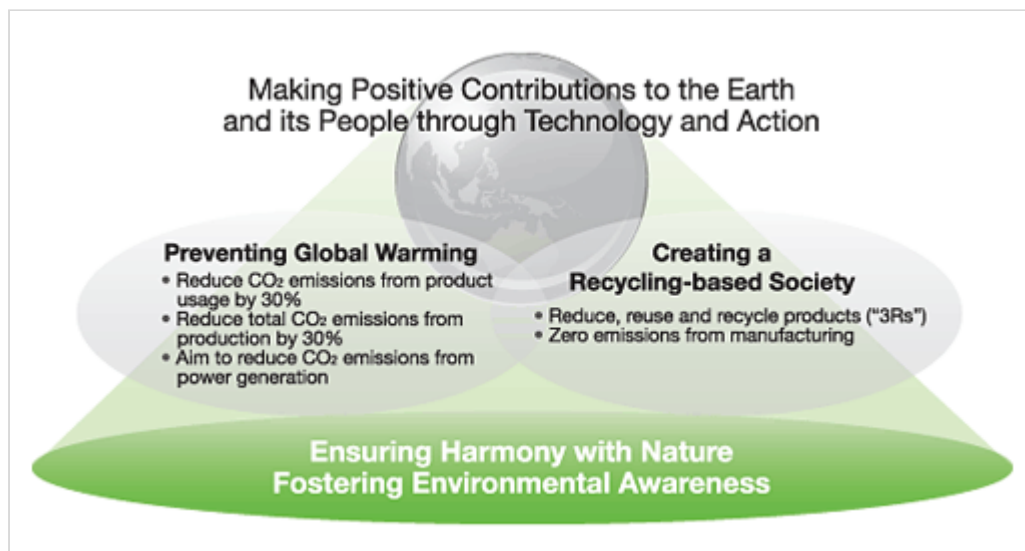 Making Positive Contributions to the Earth
and its People through Technology and Action
Preventing Global Warming
• Reduce CO₂ emissions from product
usage by 30%
• Reduce total CO₂ emissions from
production by 30%
• Aim to reduce CO₂ emissions from
power generation
Creating a
Recycling-based Society
• Reduce, reuse and recycle products (“3Rs”)
• Zero emissions from manufacturing
Ensuring Harmony with Nature
Fostering Environmental Awareness